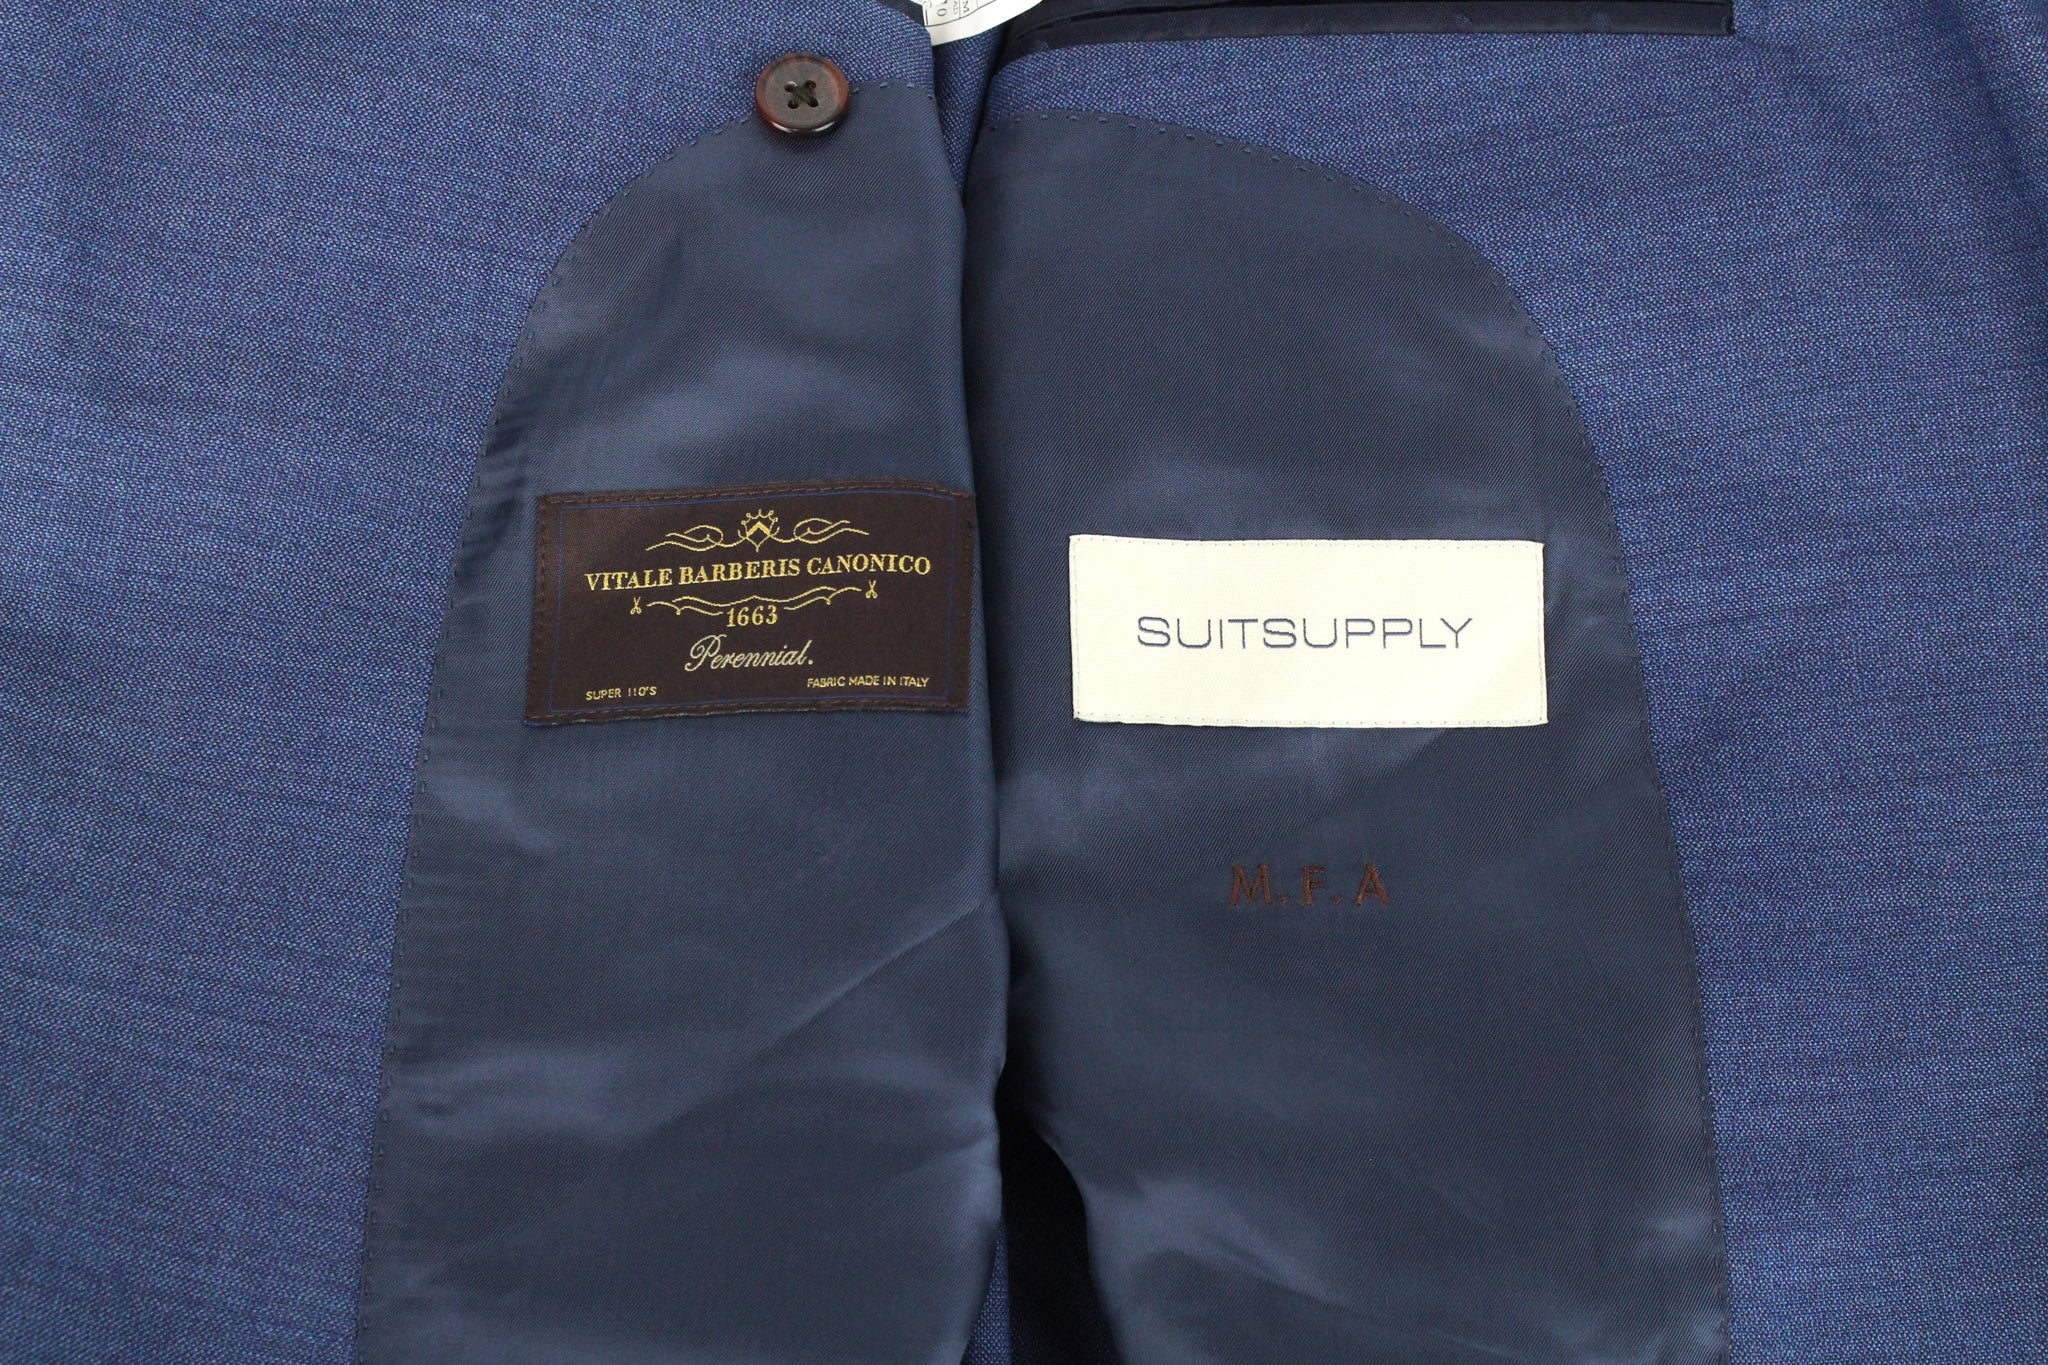 VITALE BARBERIS CANONICO
1663
Perennial.
SUPER 110'S
FABRIC MADE IN ITALY
SUITSUPPLY
M.F.A